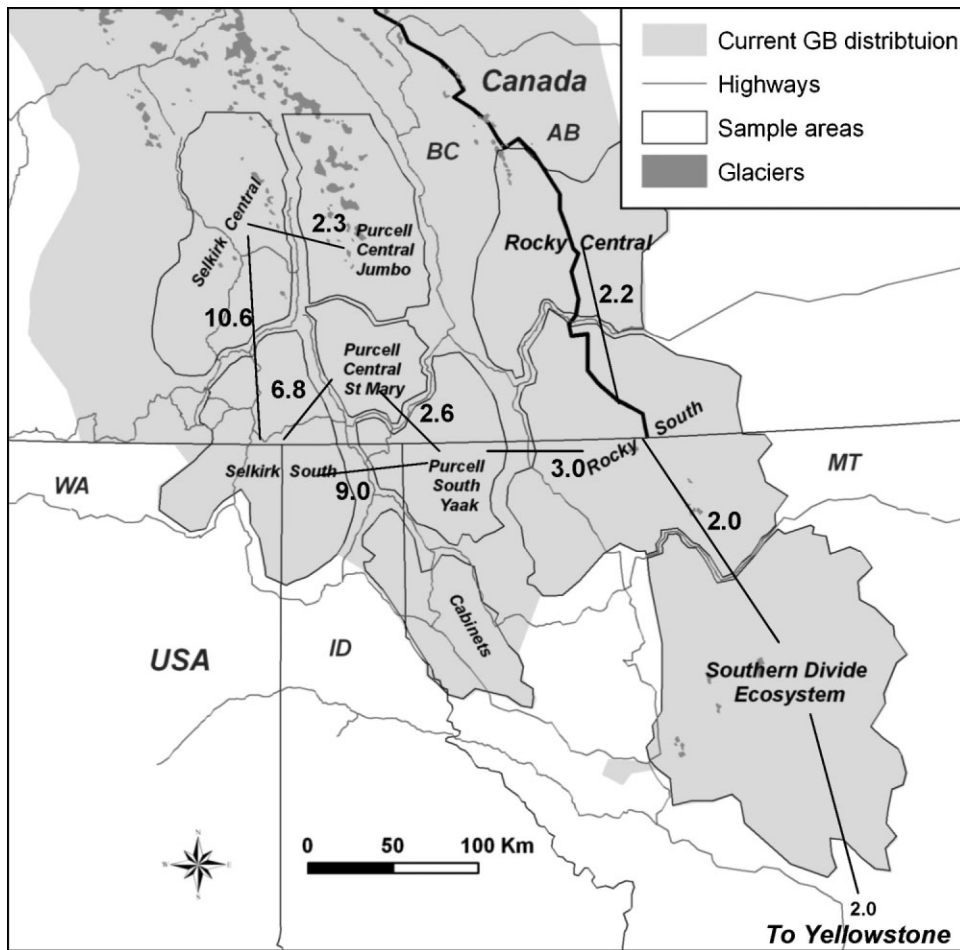 Current GB distribtuion
Highways
Sample areas
Glaciers
Canada
AB
BC
Selkirk Central
2.3
Purcell
Central
Jumbo
Rocky Central
2.2
10.6
Purcell
Central
St Mary
6.8
2.6
Rocky South
WA
Selkirk South
9.0
Purcell
South
Yaak
3.0
MT
2.0
Cabinets
USA
ID
Southern Divide
Ecosystem
N
W
E
S
0 50 100 Km
2.0
To Yellowstone